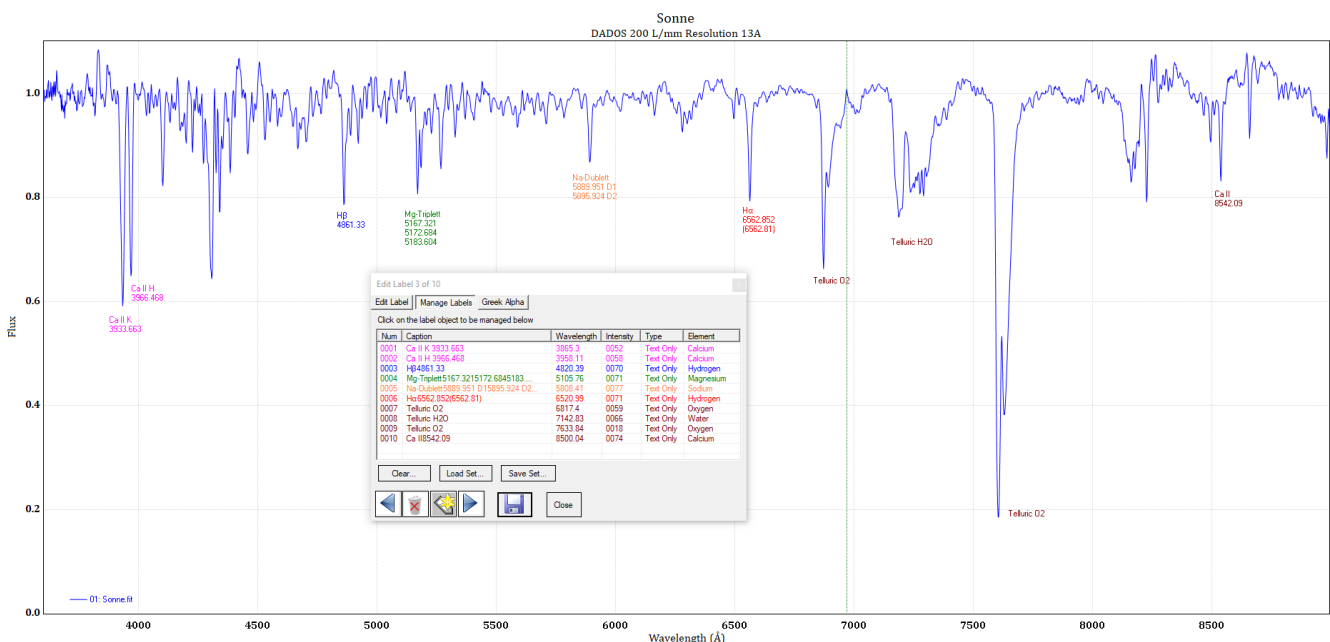 Sonne
DADOS 200 L/mm Resolution 13A
Flux
1.0
0.8
0.6
0.4
0.2
0.0
Ca II K
3933.663
Ca II H
3966.468
Hβ
4861.33
Mg-Triplett
5167.321
5172.684
5183.604
Na-Dublett
5889.951 D1
5895.924 D2
Hα
6562.852
(6562.81)
Telluric O2
Telluric H2O
Telluric O2
Ca II
8542.09
Edit Label 3 of 10
Edit Label Manage Labels Greek Alpha
Click on the label object to be managed below
Num Caption Wavelength Intensity Type Element
0001 Ca II K 3933.663 3865.3 0052 Text Only Calcium
0002 Ca II H 3966.468 3958.11 0058 Text Only Calcium
0003 Hβ4861.33 4820.39 0070 Text Only Hydrogen
0004 Mg-Triplett5167.3215172.6845183.... 5105.76 0071 Text Only Magnesium
0005 Na-Dublett5889.951 D15895.924 D2... 5808.41 0077 Text Only Sodium
0006 Hα6562.852(6562.81) 6520.99 0071 Text Only Hydrogen
0007 Telluric O2 6817.4 0059 Text Only Oxygen
0008 Telluric H2O 7142.83 0066 Text Only Water
0009 Telluric O2 7633.84 0018 Text Only Oxygen
0010 Ca II8542.09 8500.04 0074 Text Only Calcium
Clear... Load Set... Save Set...
Close
01: Sonne.fit
4000 4500 5000 5500 6000 6500 7000 7500 8000 8500
Wavelength (Å)